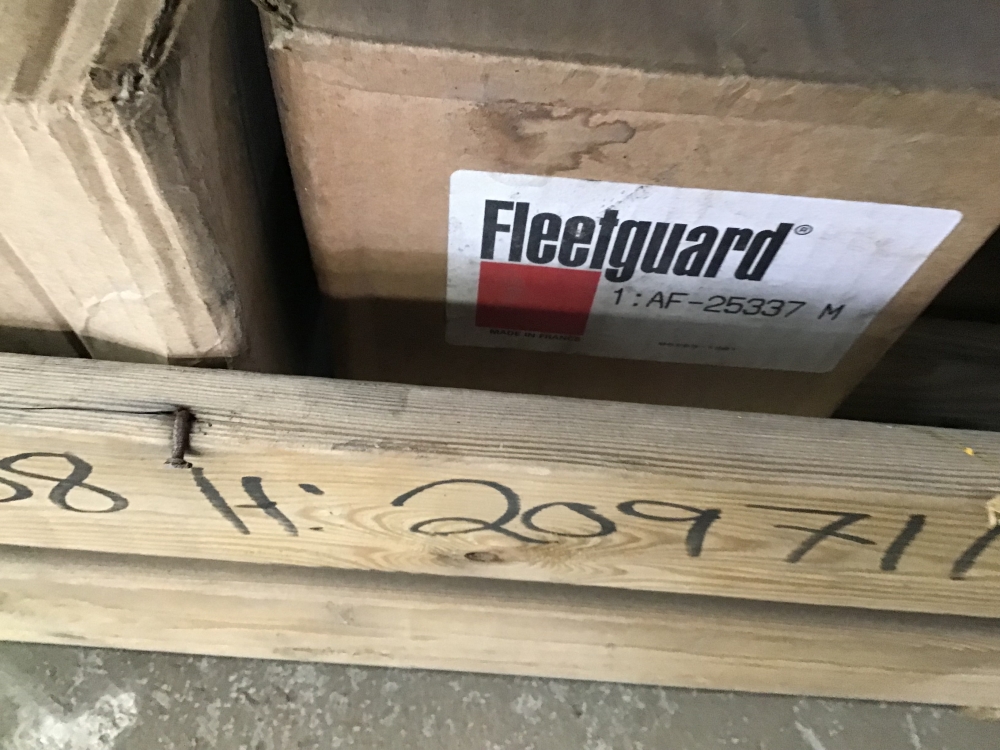 Fleetguard®
1:AF-25337 M
MADE IN FRANCE
8 H: 20971